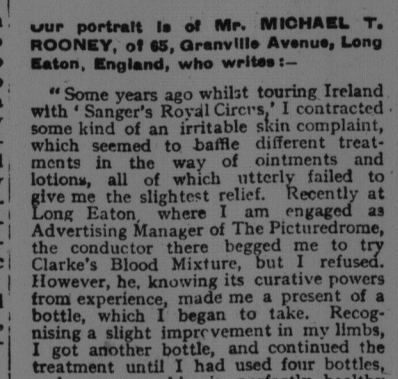 Our portrait is of Mr. MICHAEL T.
ROONEY, of 65, Granville Avenue, Long
Eaton, England, who writes:—
"Some years ago whilst touring Ireland
with 'Sanger's Royal Circus,' I contracted
some kind of an irritable skin complaint,
which seemed to baffle different treat-
ments in the way of ointments and
lotions, all of which utterly failed to
give me the slightest relief. Recently at
Long Eaton, where I am engaged as
Advertising Manager of The Picturedrome,
the conductor there begged me to try
Clarke's Blood Mixture, but I refused.
However, he, knowing its curative powers
from experience, made me a present of a
bottle, which I began to take. Recog-
nising a slight improvement in my limbs,
I got another bottle, and continued the
treatment until I had used four bottles,